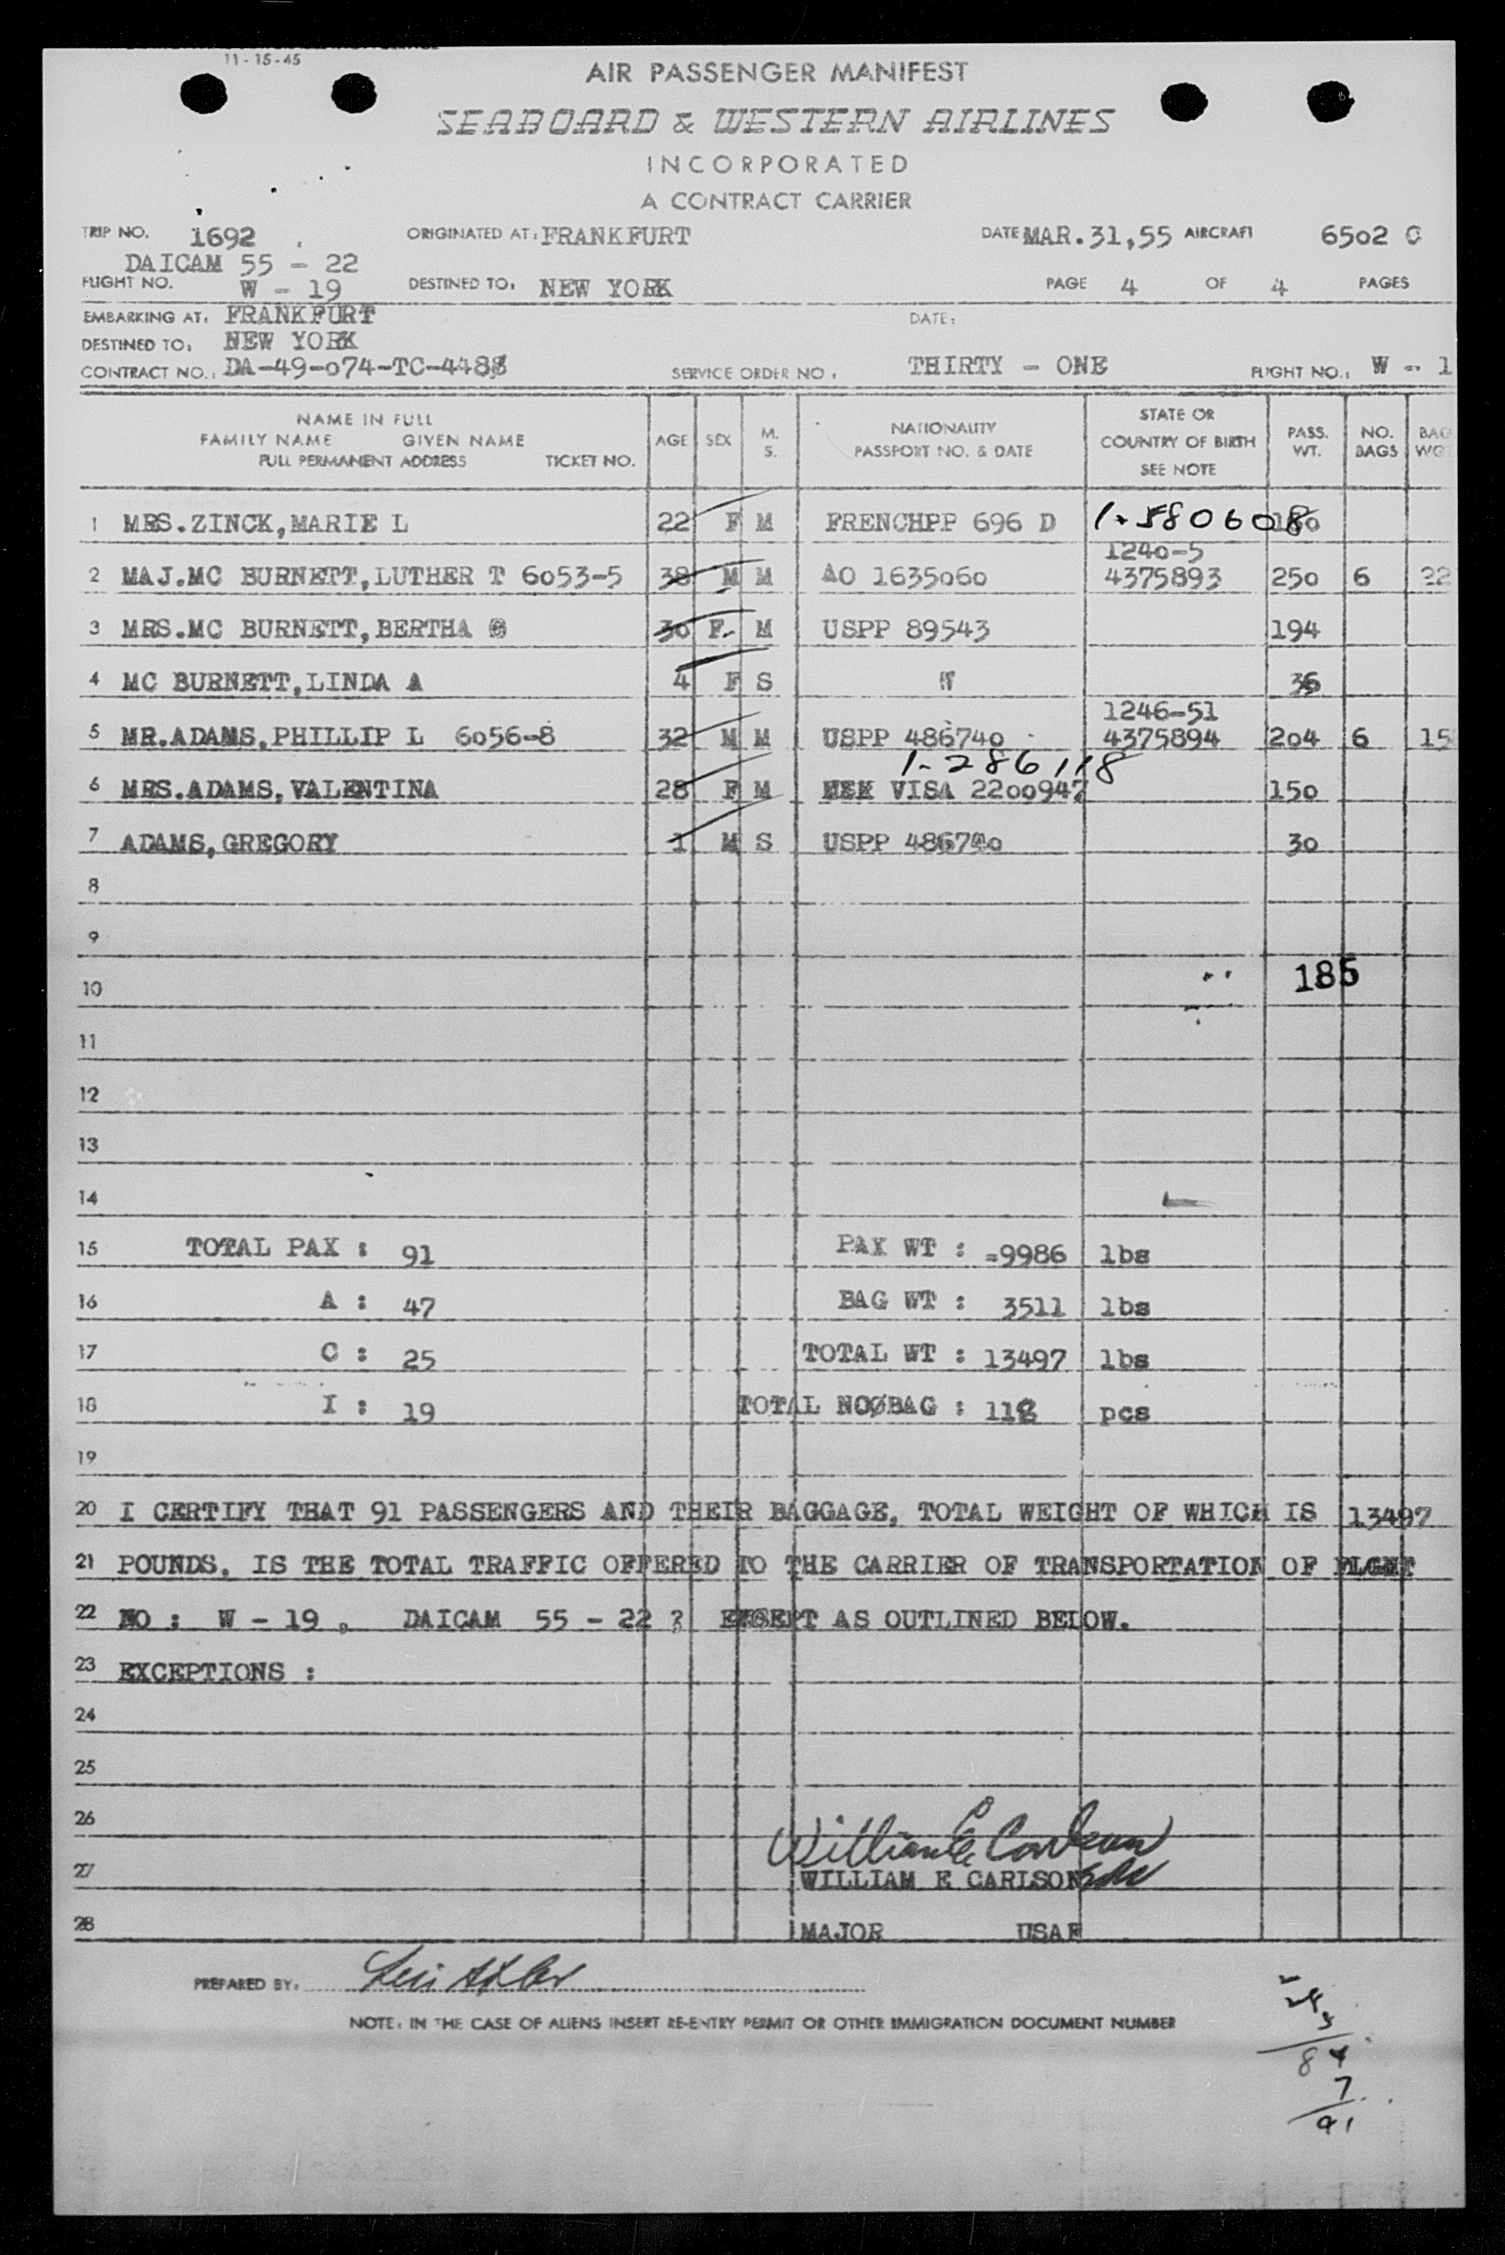 11-15-45
AIR PASSENGER MANIFEST
SEABOARD & WESTERN AIRLINES
INCORPORATED
A CONTRACT CARRIER
TRIP NO. 1692 ORIGINATED AT: FRANKFURT DATE MAR.31,55 AIRCRAFT 6502 C
DAICAM 55 - 22
FLIGHT NO. W - 19 DESTINED TO: NEW YORK PAGE 4 OF 4 PAGES
EMBARKING AT: FRANKFURT DATE:
DESTINED TO: NEW YORK
CONTRACT NO.: DA-49-074-TC-448 SERVICE ORDER NO: THIRTY - ONE FLIGHT NO.: W - 1
NAME IN FULL
FAMILY NAME GIVEN NAME
FULL PERMANENT ADDRESS TICKET NO.
AGE SEX M. S.
NATIONALITY
PASSPORT NO. & DATE
STATE OR
COUNTRY OF BIRTH
SEE NOTE
PASS. WT.
NO. BAGS
BAG WG
1 MRS.ZINCK,MARIE L 22 F M FRENCHPP 696 D 1-580608
1240-5
2 MAJ.MC BURNETT,LUTHER T 6053-5 38 M M AO 1635060 4375893 250 6 22
3 MRS.MC BURNETT,BERTHA 30 F M USPP 89543 194
4 MC BURNETT,LINDA A 4 F S " 36
1246-51
5 MR.ADAMS,PHILLIP L 6056-8 32 M M USPP 486740 4375894 204 6 15
1-286118
6 MRS.ADAMS,VALENTINA 28 F M VISA 2200947 150
7 ADAMS,GREGORY 1 M S USPP 486740 30
8
9
185
10
11
12
13
14
15 TOTAL PAX : 91 PAX WT : =9986 lbs
16 A : 47 BAG WT : 3511 lbs
17 C : 25 TOTAL WT : 13497 lbs
18 I : 19 TOTAL NOØBAG : 118 pcs
19
20 I CERTIFY THAT 91 PASSENGERS AND THEIR BAGGAGE, TOTAL WEIGHT OF WHICH IS 13497
21 POUNDS. IS THE TOTAL TRAFFIC OFFERED TO THE CARRIER OF TRANSPORTATION OF FLGHT
22 NO : W - 19 , DAICAM 55 - 22 ? EXCEPT AS OUTLINED BELOW.
23 EXCEPTIONS :
24
25
26
William E Carlson
27 WILLIAM E CARLSON
28 MAJOR USAF
PREPARED BY:
NOTE: IN THE CASE OF ALIENS INSERT RE-ENTRY PERMIT OR OTHER IMMIGRATION DOCUMENT NUMBER
84
7
91